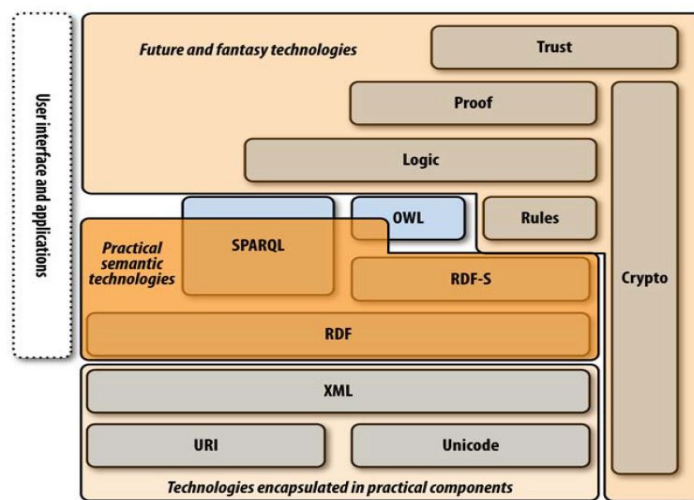 User interface and applications
Future and fantasy technologies
Trust
Proof
Logic
OWL
Rules
SPARQL
Practical
semantic
technologies
RDF-S
Crypto
RDF
XML
URI
Unicode
Technologies encapsulated in practical components